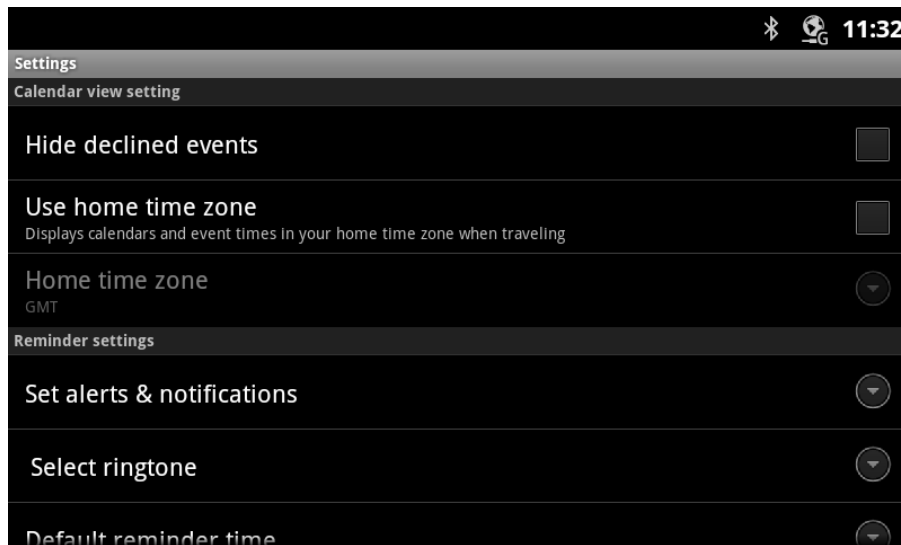 G 11:32
Settings
Calendar view setting
Hide declined events
Use home time zone
Displays calendars and event times in your home time zone when traveling
Home time zone
GMT
Reminder settings
Set alerts & notifications
Select ringtone
Default reminder time